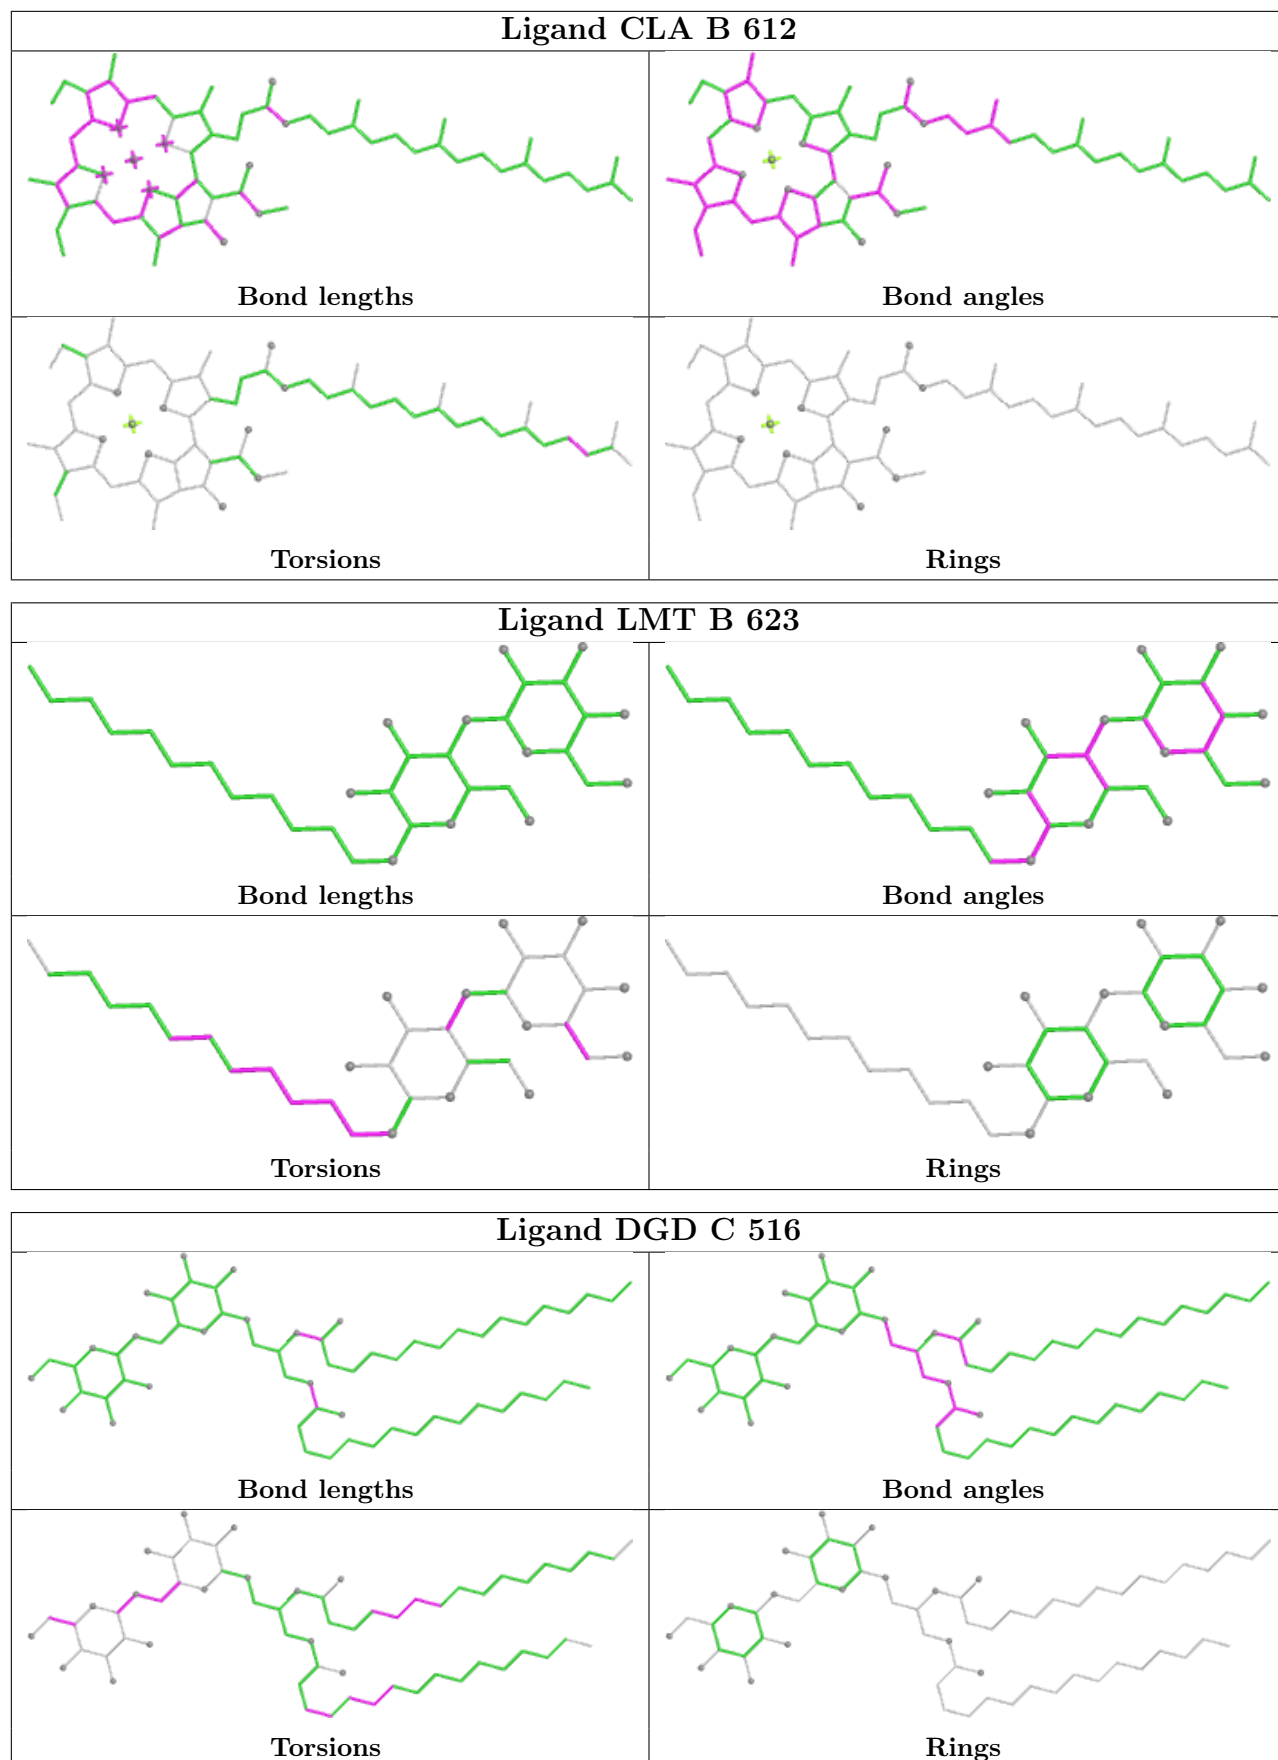 Ligand CLA B 612
Bond lengths
Bond angles
Torsions
Rings
Ligand LMT B 623
Bond lengths
Bond angles
Torsions
Rings
Ligand DGD C 516
Bond lengths
Bond angles
Torsions
Rings